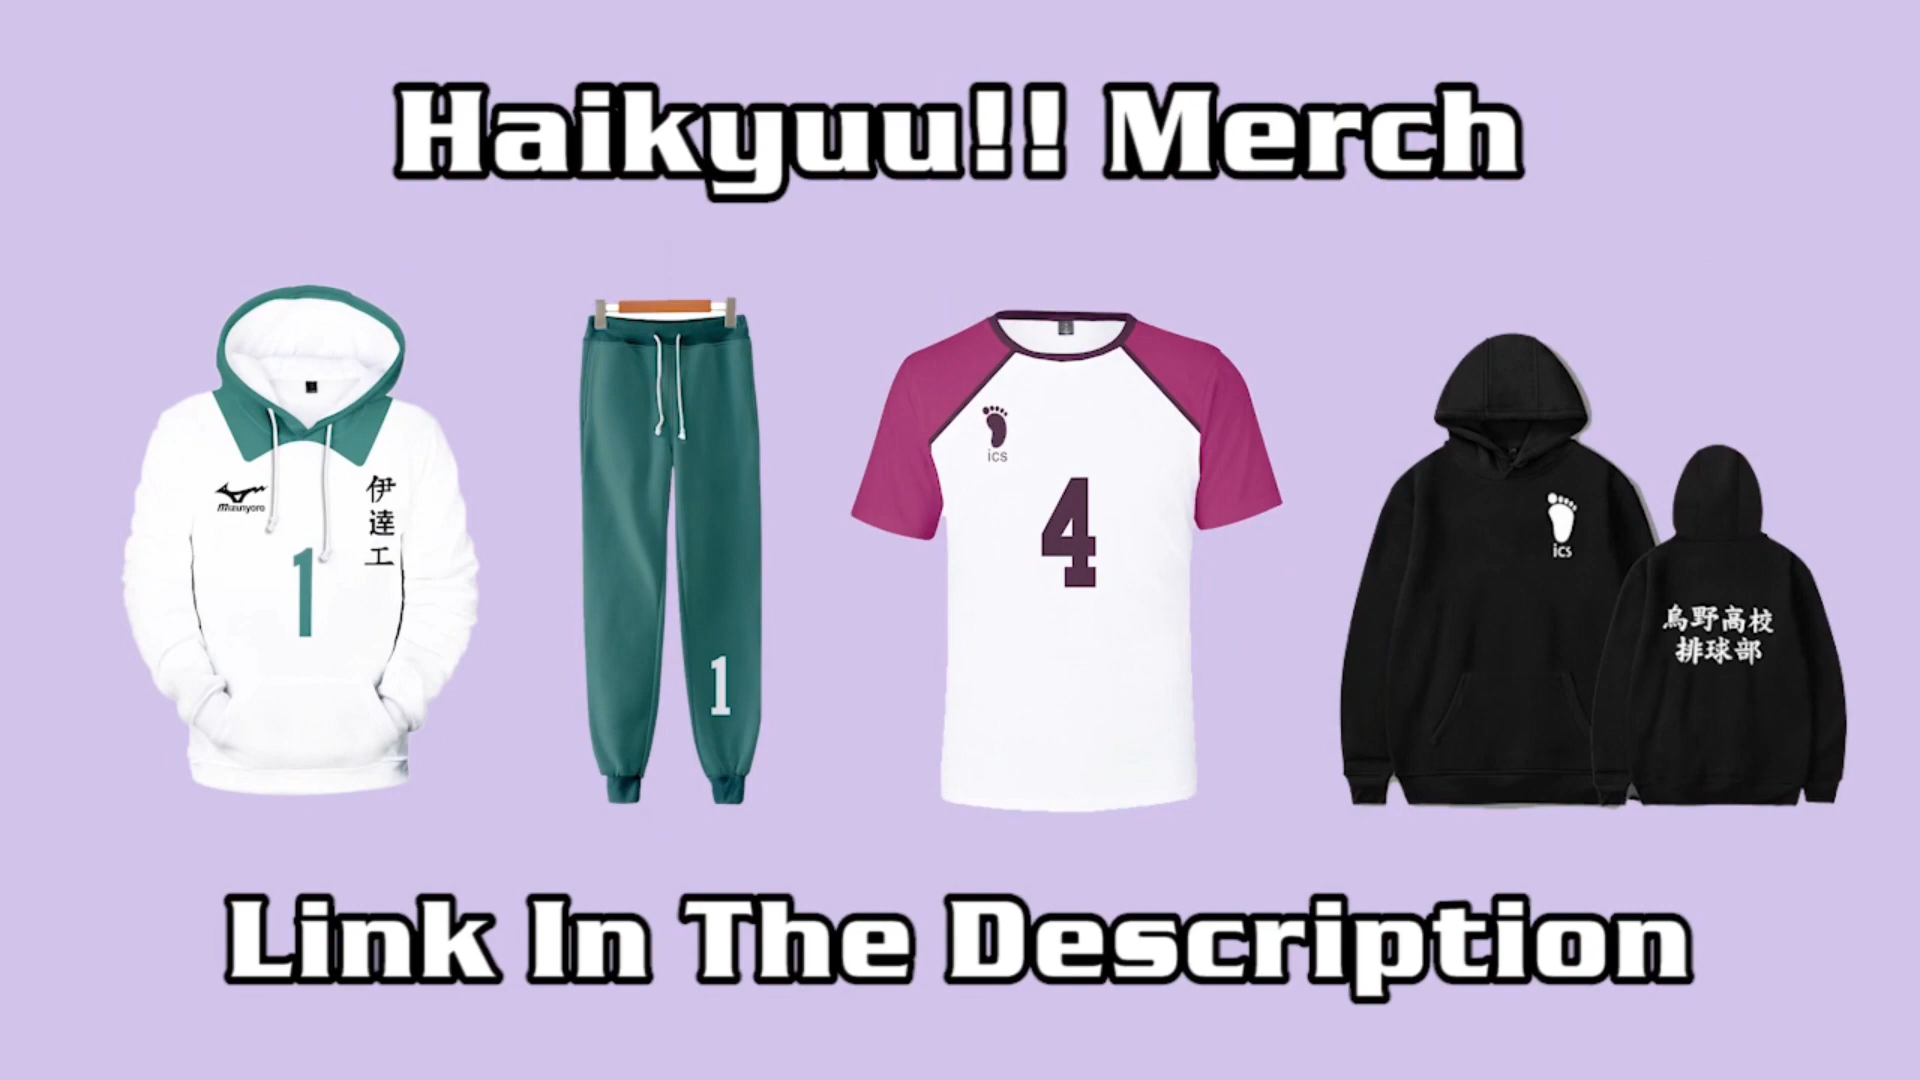 Haikyuu!! Merch
mizunyoro
伊
達
工
1
1
ics
4
ics
烏野高校
排球部
Link In The Description